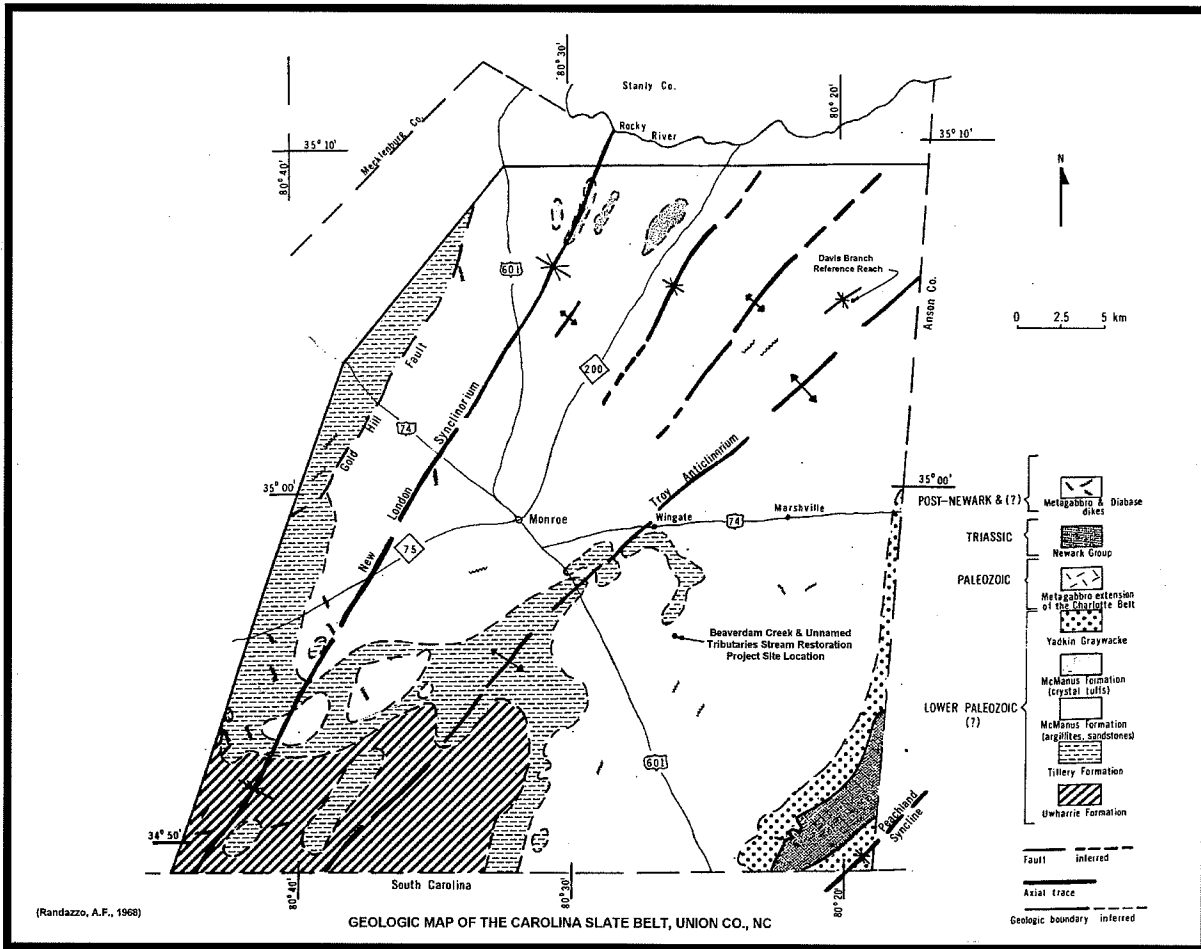 80° 30'
Stanly Co.
80° 20'
Mecklenburg Co.
35° 10'
80° 40'
Rocky
River
35° 10'
N
601
Davis Branch
Reference Reach
Anson Co.
0 2.5 5 km
200
Gold Hill Fault
74
New London Synclinorium
Troy Anticlinorium
35° 00'
35° 00'
Monroe
Wingate
74
Marshville
75
Beaverdam Creek & Unnamed
Tributaries Stream Restoration
Project Site Location
601
34° 50'
Peachland
Syncline
South Carolina
80° 40'
80° 30'
80° 20'
POST-NEWARK & (?)
Metagabbro & Diabase
dikes
TRIASSIC
Newark Group
PALEOZOIC
Metagabbro extension
of the Charlotte Belt
Yadkin Graywacke
McManus Formation
(crystal tuffs)
LOWER PALEOZOIC
(?)
McManus Formation
(argillites, sandstones)
Tillery Formation
Uwharrie Formation
Fault inferred
Axial trace
Geologic boundary inferred
(Randazzo, A.F., 1968)
GEOLOGIC MAP OF THE CAROLINA SLATE BELT, UNION CO., NC